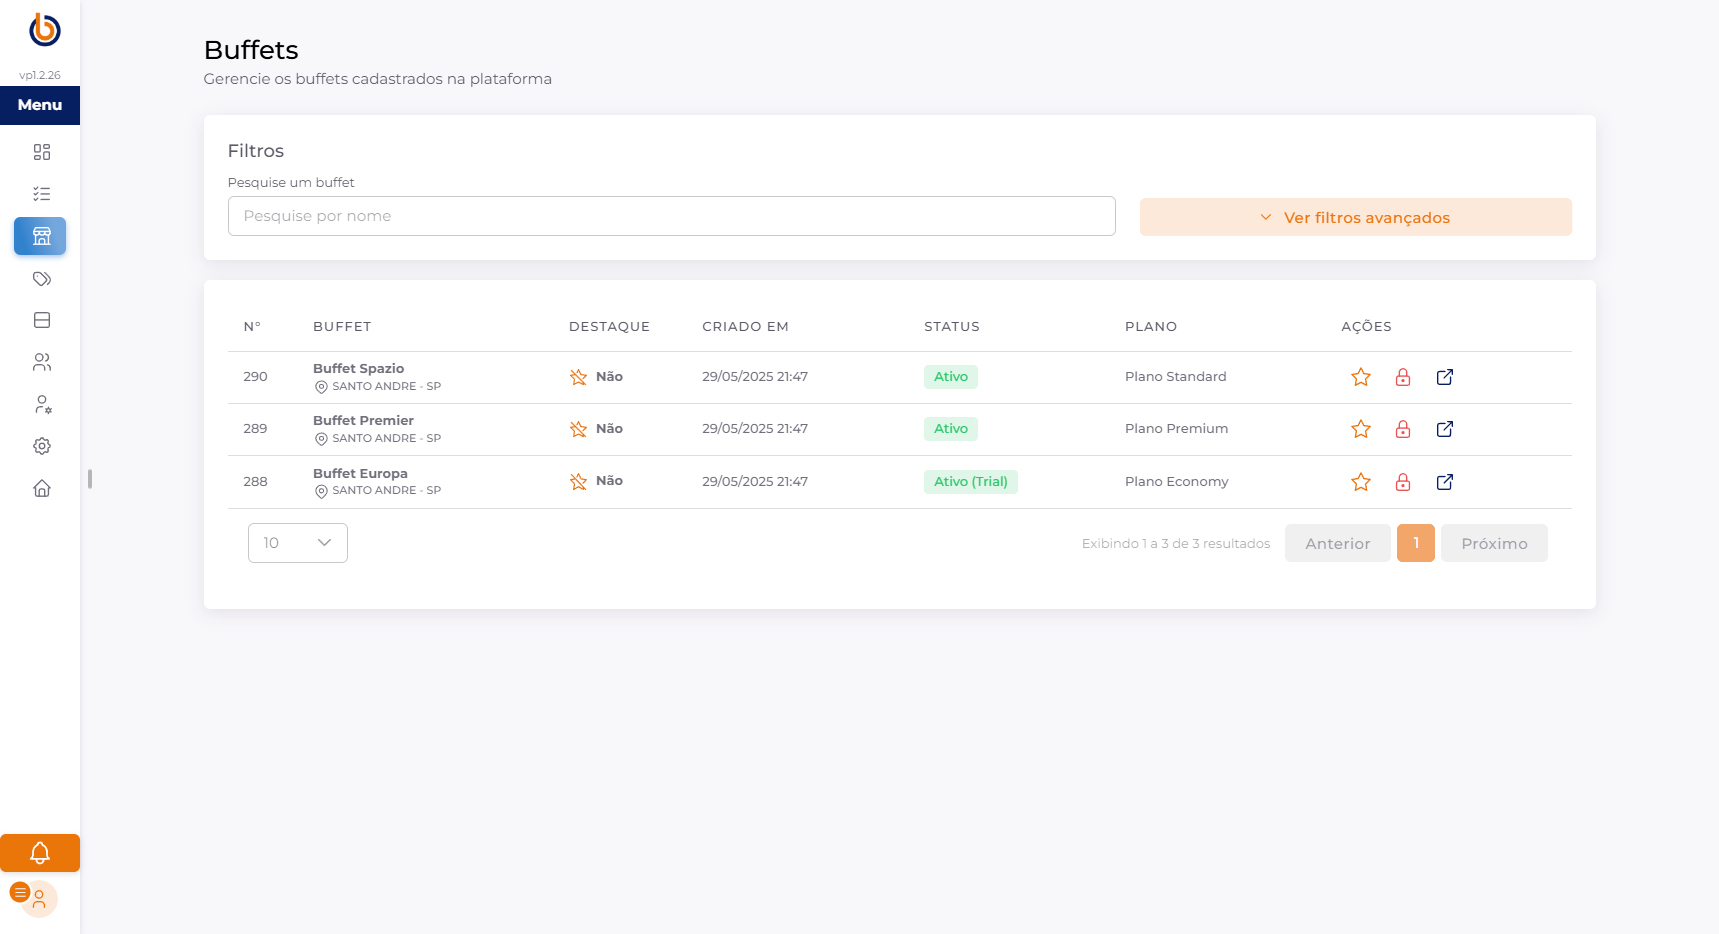 vp1.2.26
Menu
Buffets
Gerencie os buffets cadastrados na plataforma
Filtros
Pesquise um buffet
Pesquise por nome
Ver filtros avançados
N° BUFFET DESTAQUE CRIADO EM STATUS PLANO AÇÕES
290 Buffet Spazio Não 29/05/2025 21:47 Ativo Plano Standard
SANTO ANDRE - SP
289 Buffet Premier Não 29/05/2025 21:47 Ativo Plano Premium
SANTO ANDRE - SP
288 Buffet Europa Não 29/05/2025 21:47 Ativo (Trial) Plano Economy
SANTO ANDRE - SP
10 Exibindo 1 a 3 de 3 resultados Anterior 1 Próximo